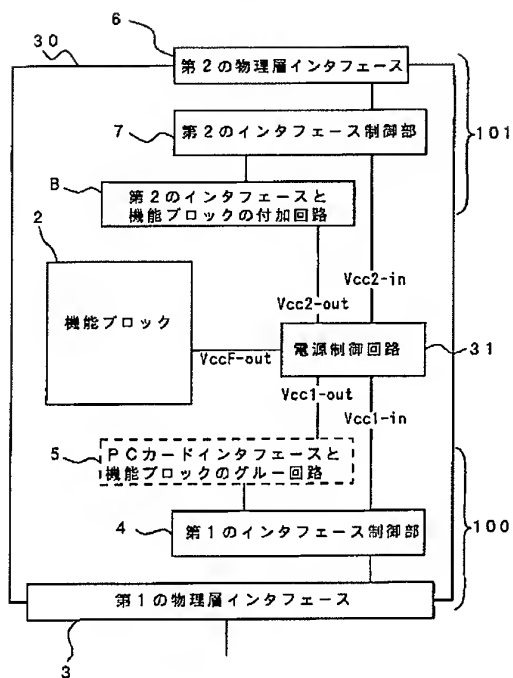 6
30
第2の物理層インタフェース
7
第2のインタフェース制御部
101
B
第2のインタフェースと
機能ブロックの付加回路
2
Vcc2-in
Vcc2-out
機能ブロック
電源制御回路
31
VccF-out
Vcc1-out
Vcc1-in
5
PCカードインタフェースと
機能ブロックのグルー回路
4
第1のインタフェース制御部
100
第1の物理層インタフェース
3